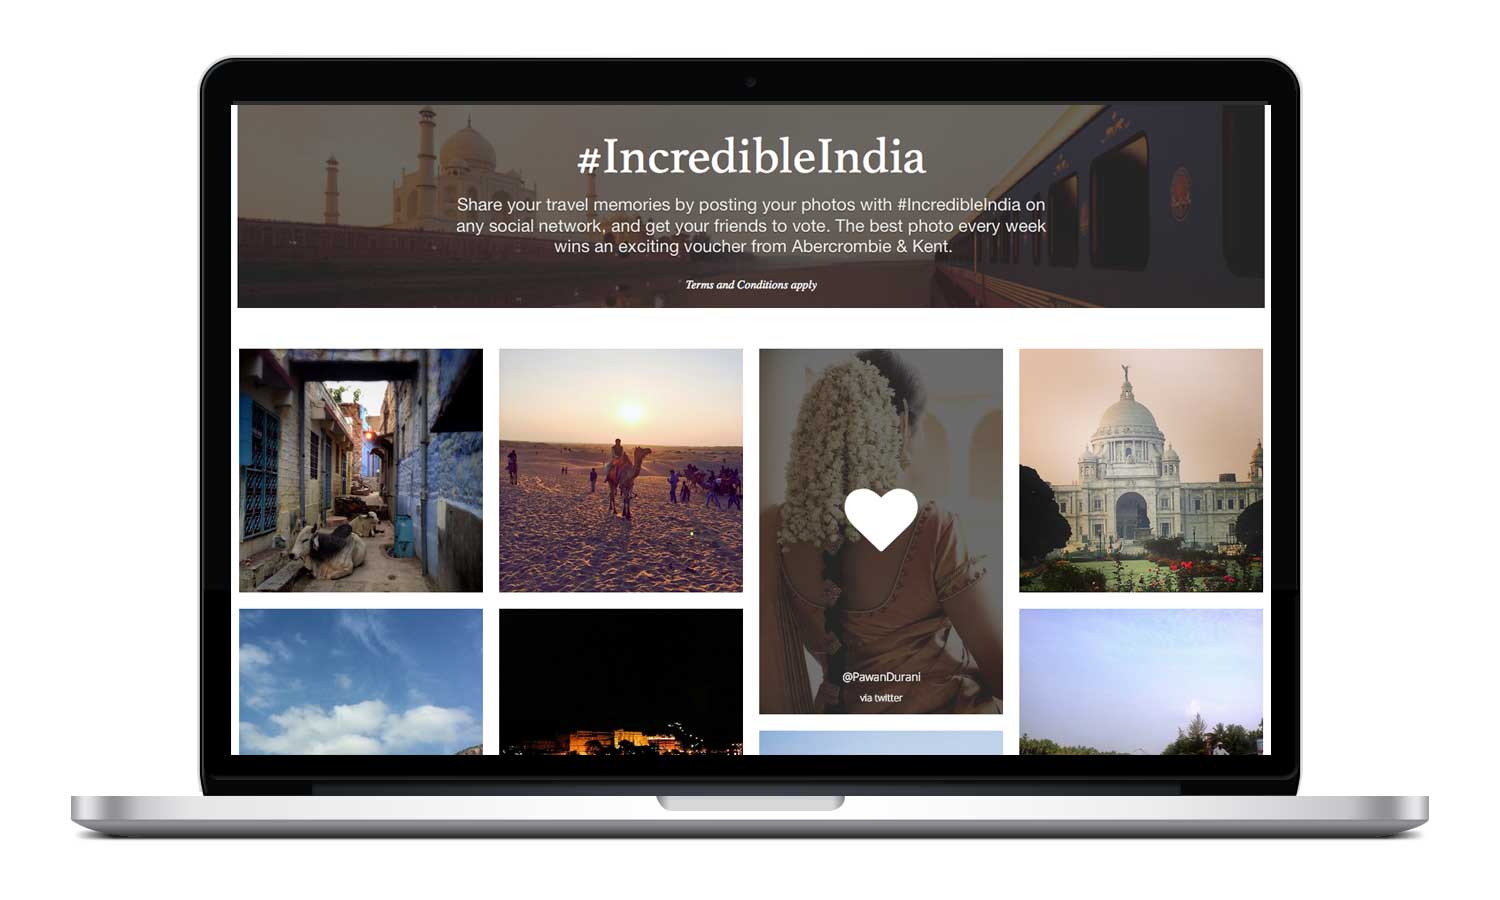 #IncredibleIndia
Share your travel memories by posting your photos with #IncredibleIndia on
any social network, and get your friends to vote. The best photo every week
wins an exciting voucher from Abercrombie & Kent.
Terms and Conditions apply
@PawanDurani
via twitter